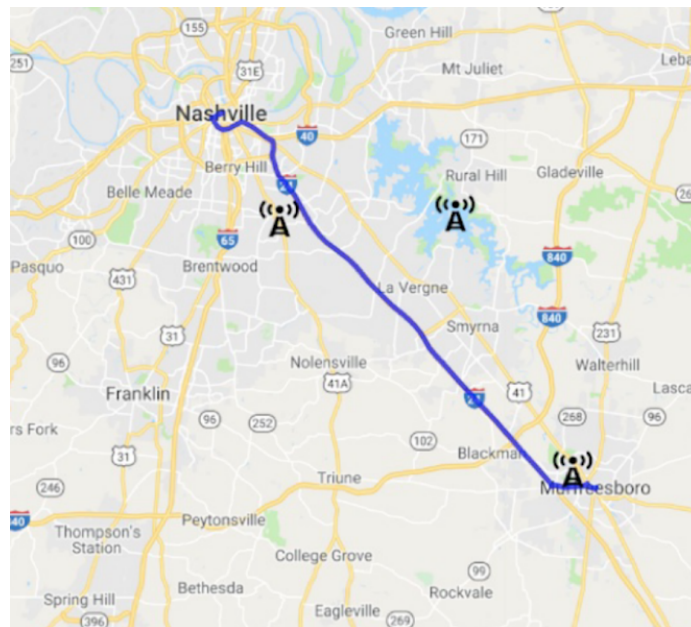 Green Hill
155
251
Leba
31E
Mt Juliet
Nashville
40
171
Berry Hill
Rural Hill
Gladeville
Belle Meade
26
100
65
840
Pasquo
Brentwood
431
La Vergne
840
Smyrna
31
231
96
Nolensville
Walterhill
41A
Franklin
41
Lasca
96
252
268
96
rs Fork
102
31
Blackman
246
Triune
Murfreesboro
40
Peytonsville
Thompson's
Station
College Grove
99
Bethesda
Rockvale
Spring Hill
Eagleville
396
269